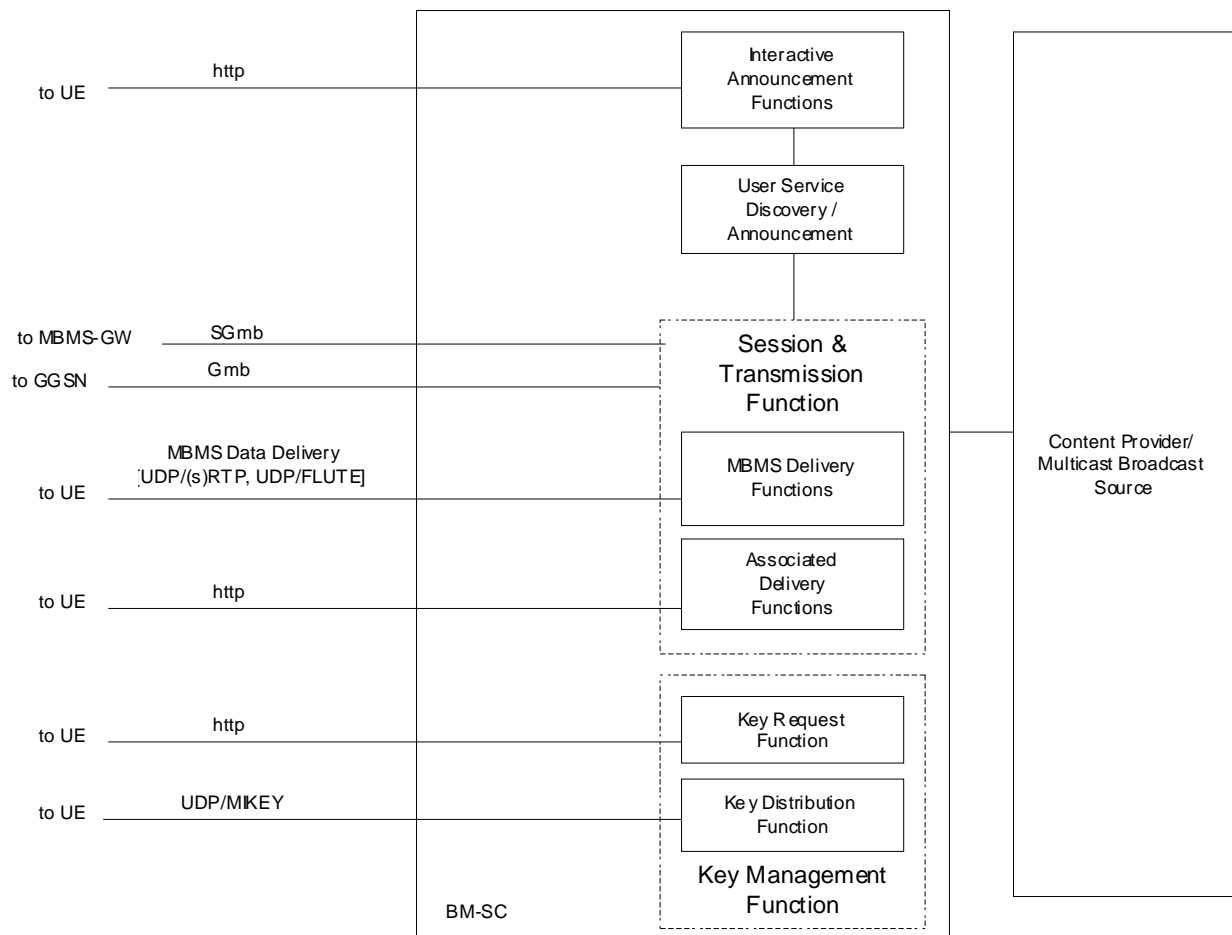 Interactive
Announcement
Functions
http
to UE
User Service
Discovery /
Announcement
to MBMS-GW
SGmb
to GGSN
Gmb
Session &
Transmission
Function
MBMS Data Delivery
[UDP/(s)RTP, UDP/FLUTE]
to UE
MBMS Delivery
Functions
Content Provider/
Multicast Broadcast
Source
Associated
Delivery
Functions
http
to UE
http
to UE
Key Request
Function
UDP/MIKEY
to UE
Key Distribution
Function
Key Management
Function
BM-SC